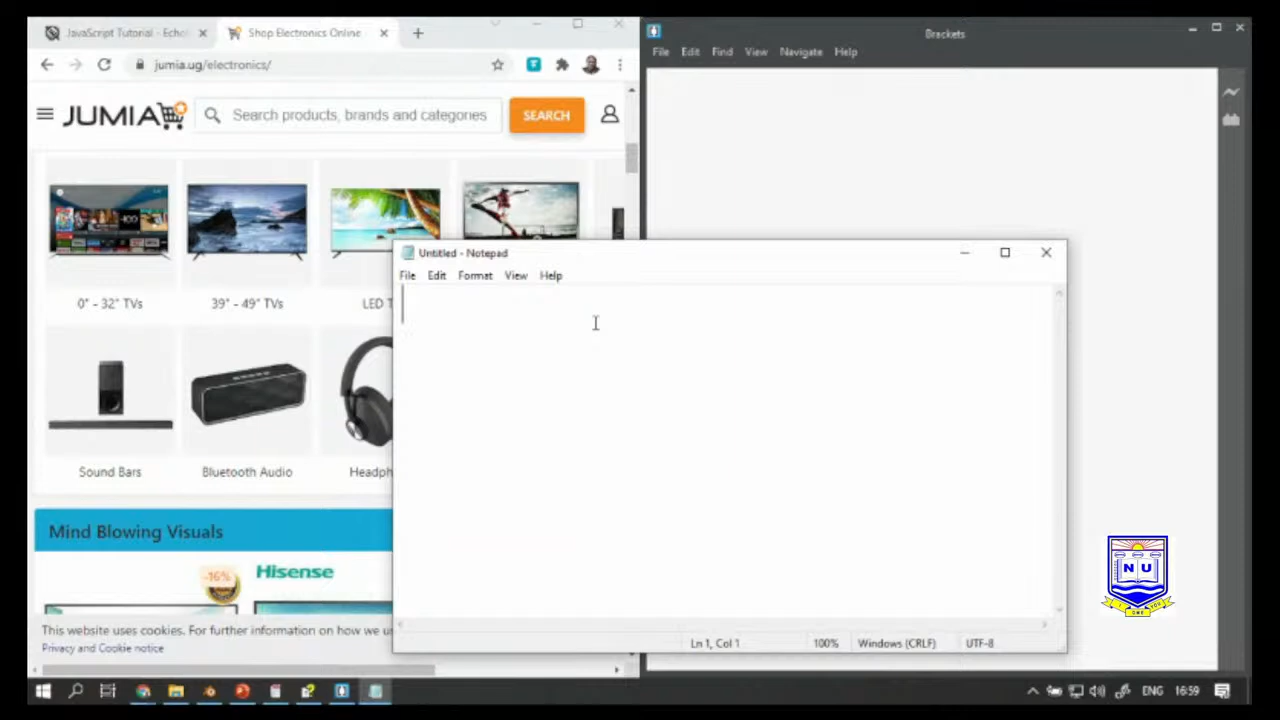 JavaScript Tutorial - Echo
Shop Electronics Online
jumia.ug/electronics/
JUMIA
Search products, brands and categories
SEARCH
0" - 32" TVs
39" - 49" TVs
LED T
Sound Bars
Bluetooth Audio
Headph
Mind Blowing Visuals
-16%
Hisense
This website uses cookies. For further information on how we us
Privacy and Cookie notice
Brackets
File Edit Find View Navigate Help
Untitled - Notepad
File Edit Format View Help
Ln 1, Col 1
100%
Windows (CRLF)
UTF-8
N U
ENG
16:59